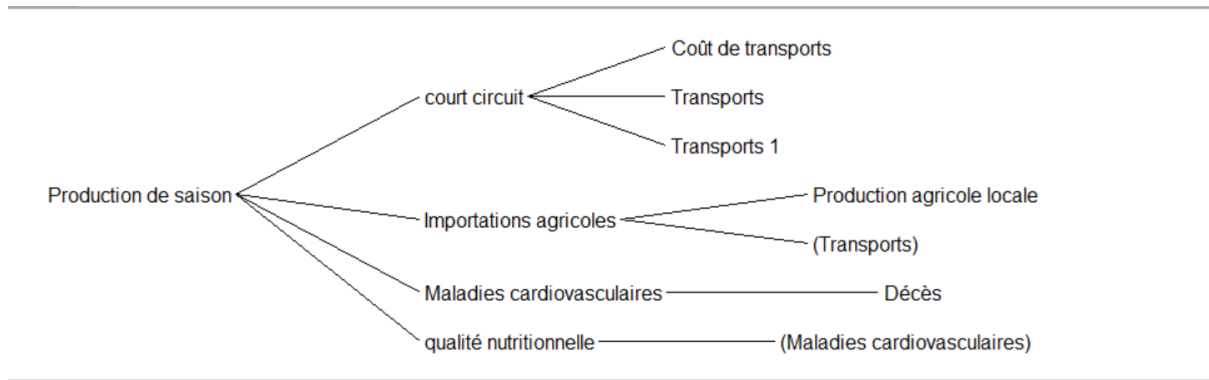 Coût de transports
court circuit
Transports
Transports 1
Production de saison
Production agricole locale
Importations agricoles
(Transports)
Maladies cardiovasculaires
Décès
qualité nutritionnelle
(Maladies cardiovasculaires)